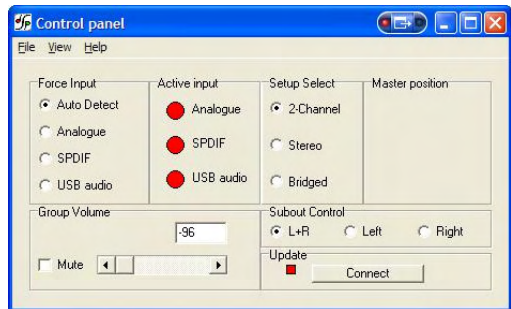 Control panel
File View Help
Force Input
Auto Detect
Analogue
SPDIF
USB audio
Active input
Analogue
SPDIF
USB audio
Setup Select
2-Channel
Stereo
Bridged
Master position
Group Volume
-96
Mute
Subout Control
L+R Left Right
Update
Connect